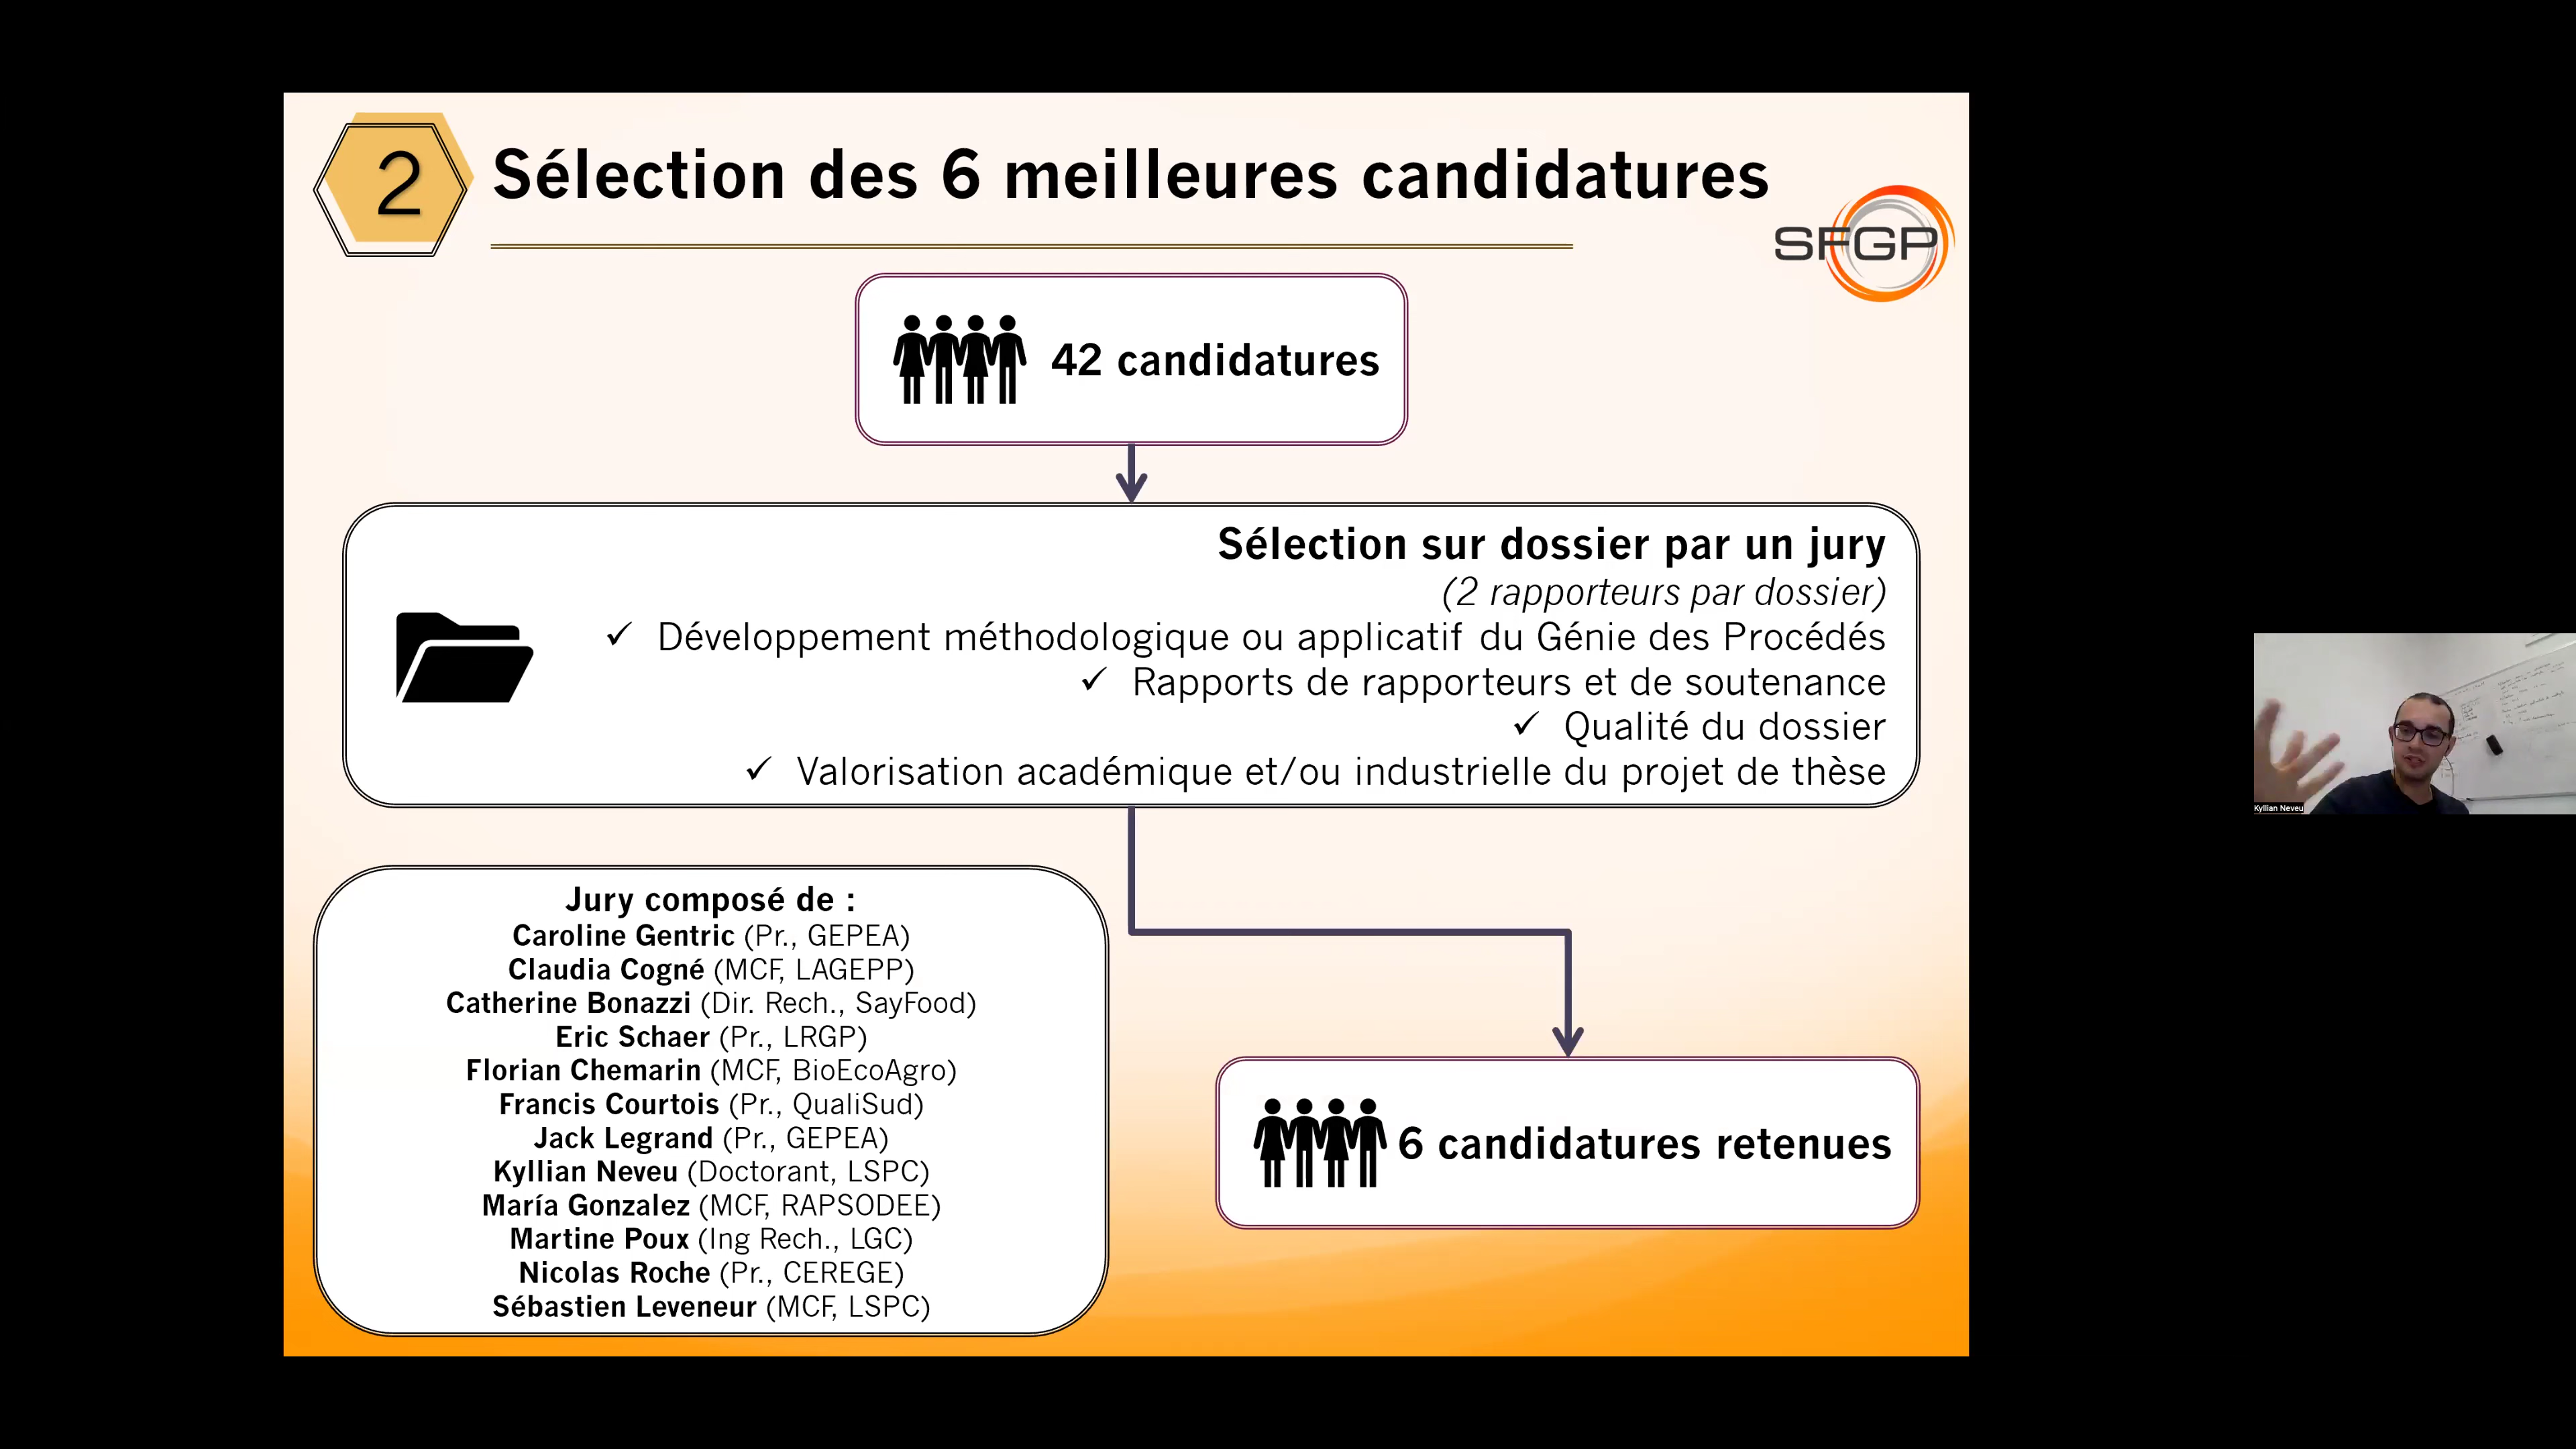 2
Sélection des 6 meilleures candidatures
SFGP
42 candidatures
Sélection sur dossier par un jury
(2 rapporteurs par dossier)
✓ Développement méthodologique ou applicatif du Génie des Procédés
✓ Rapports de rapporteurs et de soutenance
✓ Qualité du dossier
✓ Valorisation académique et/ou industrielle du projet de thèse
Jury composé de :
Caroline Gentric (Pr., GEPEA)
Claudia Cogné (MCF, LAGEPP)
Catherine Bonazzi (Dir. Rech., SayFood)
Eric Schaer (Pr., LRGP)
Florian Chemarin (MCF, BioEcoAgro)
Francis Courtois (Pr., QualiSud)
Jack Legrand (Pr., GEPEA)
Kyllian Neveu (Doctorant, LSPC)
María Gonzalez (MCF, RAPSODEE)
Martine Poux (Ing Rech., LGC)
Nicolas Roche (Pr., CEREGE)
Sébastien Leveneur (MCF, LSPC)
6 candidatures retenues
Kyllian Neveu